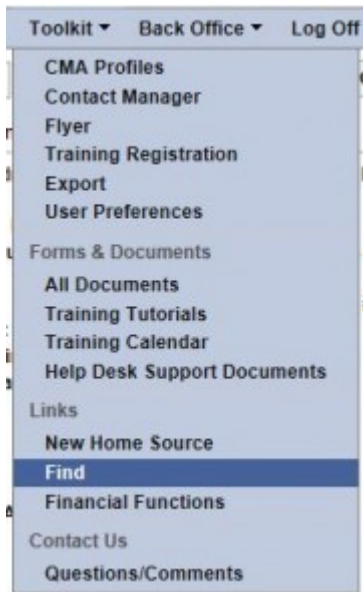 Toolkit ▾ Back Office ▾ Log Off
CMA Profiles
Contact Manager
Flyer
Training Registration
Export
User Preferences
Forms & Documents
All Documents
Training Tutorials
Training Calendar
Help Desk Support Documents
Links
New Home Source
Find
Financial Functions
Contact Us
Questions/Comments